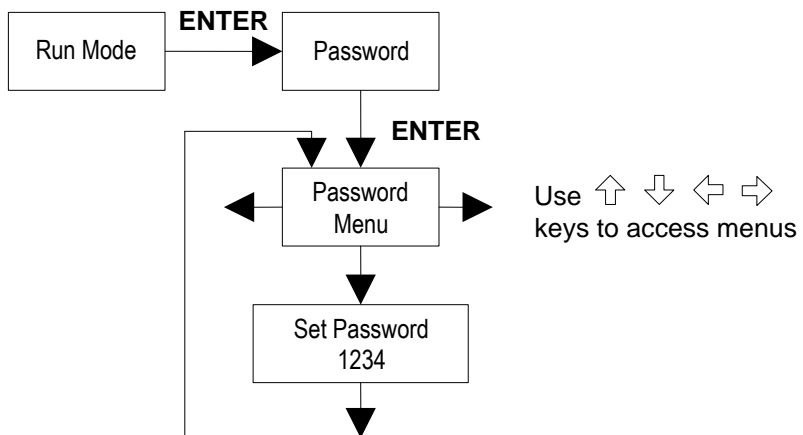 ENTER
Run Mode
Password
ENTER
Password
Menu
Use ⇧ ⇩ ⇦ ⇨
keys to access menus
Set Password
1234